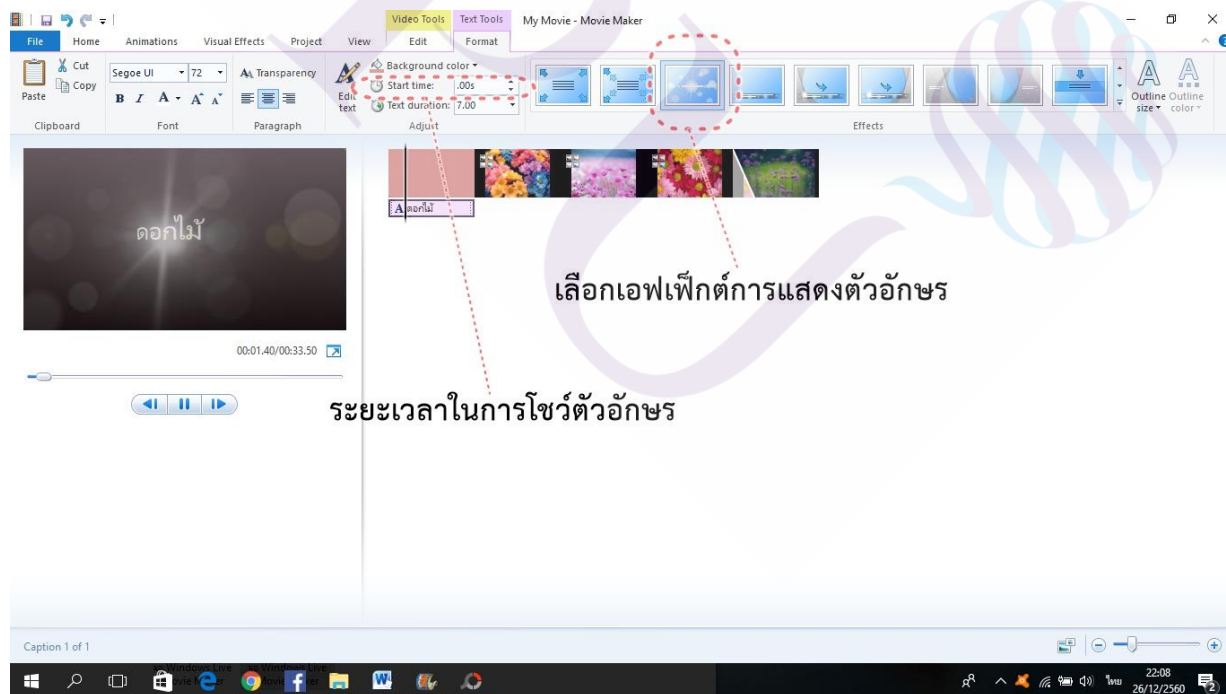 Video Tools Text Tools My Movie - Movie Maker
File Home Animations Visual Effects Project View Edit Format
Paste
Cut
Copy
Clipboard
Segoe UI 72
B I A A A
Font
Transparency
Paragraph
Edit text
Background color
Start time: .00s
Text duration: 7.00
Adjust
Effects
Outline size
Outline color
ดอกไม้
A ดอกไม้
เลือกเอฟเฟ็กต์การแสดงตัวอักษร
00:01.40/00:33.50
ระยะเวลาในการโชว์ตัวอักษร
Caption 1 of 1
ไทย
22:08
26/12/2560